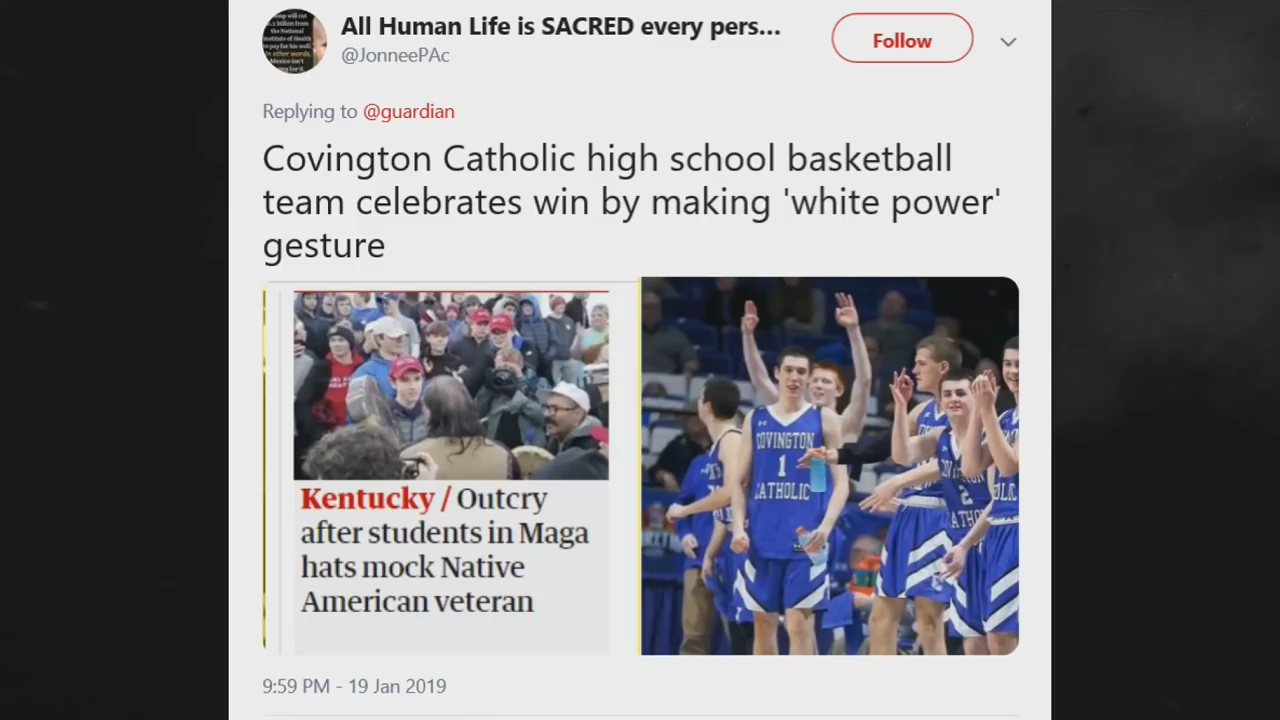 All Human Life is SACRED every pers...
@JonneePAc
Follow
Replying to @guardian
Covington Catholic high school basketball
team celebrates win by making 'white power'
gesture
Kentucky / Outcry
after students in Maga
hats mock Native
American veteran
COVINGTON
1
CATHOLIC
2
9:59 PM - 19 Jan 2019